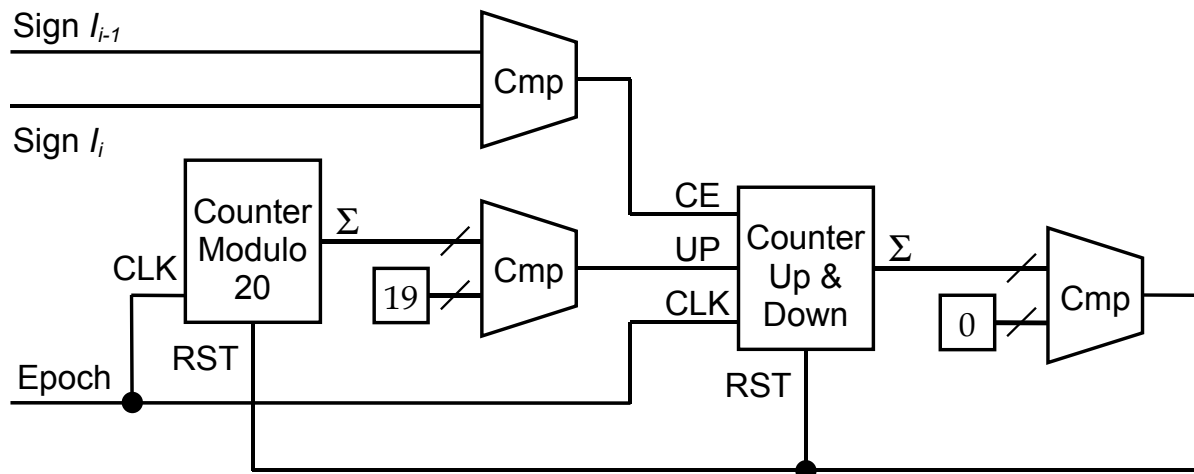 Sign I_{i-1}
Cmp
Sign I_i
Counter
Modulo
20
Σ
CLK
RST
19
Cmp
Epoch
CE
UP
CLK
Counter
Up &
Down
Σ
RST
0
Cmp